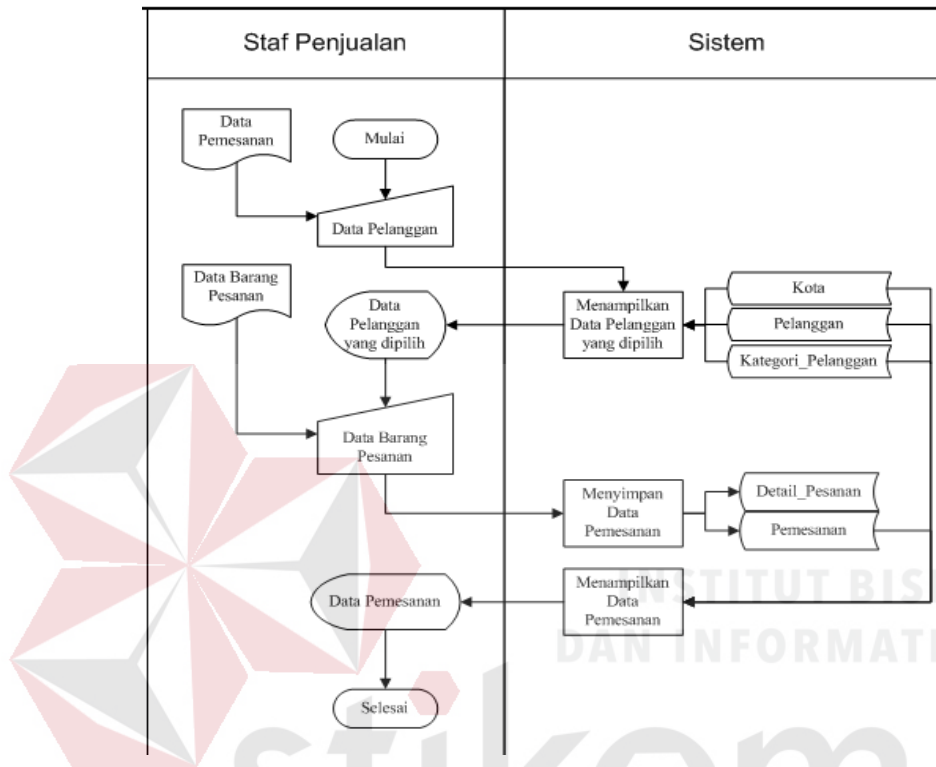 Staf Penjualan
Sistem
Data
Pemesanan
Mulai
Data Pelanggan
Data Barang
Pesanan
Data
Pelanggan
yang dipilih
Menampilkan
Data Pelanggan
yang dipilih
Kota
Pelanggan
Kategori_Pelanggan
Data Barang
Pesanan
Menyimpan
Data
Pemesanan
Detail_Pesanan
Pemesanan
Data Pemesanan
Menampilkan
Data
Pemesanan
Selesai
INSTITUT BISI
DAN INFORMATI
stikom